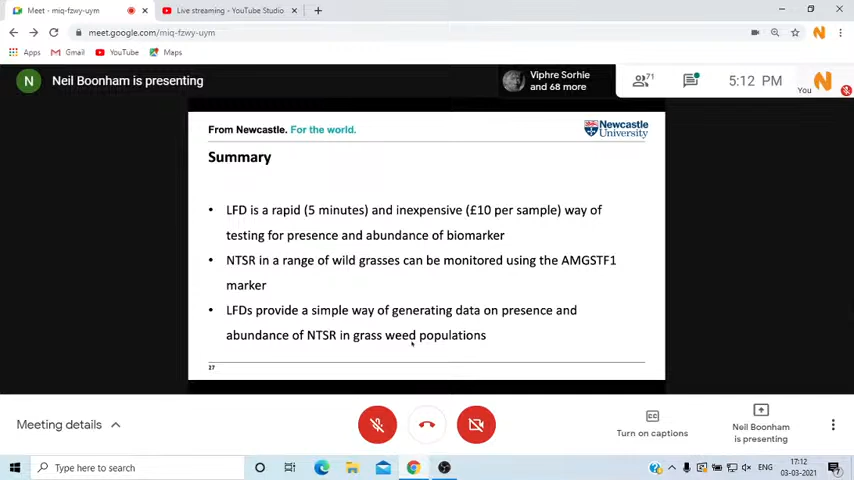 Meet - miq-fzwy-uym
Live streaming - YouTube Studio
meet.google.com/miq-fzwy-uym
Apps
Gmail
YouTube
Maps
N
Neil Boonham is presenting
Viphre Sorhie
and 68 more
71
5:12 PM
You
From Newcastle. For the world.
Newcastle
University
Summary
• LFD is a rapid (5 minutes) and inexpensive (£10 per sample) way of
testing for presence and abundance of biomarker
• NTSR in a range of wild grasses can be monitored using the AMGSTF1
marker
• LFDs provide a simple way of generating data on presence and
abundance of NTSR in grass weed populations
27
Meeting details
Turn on captions
Neil Boonham
is presenting
Type here to search
ENG
17:12
03-03-2021